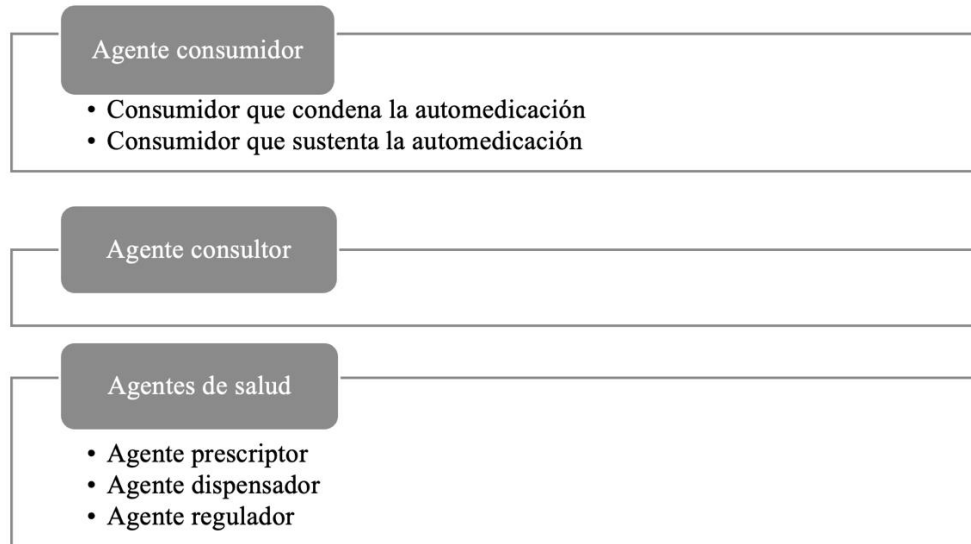 Agente consumidor
• Consumidor que condena la automedicación
• Consumidor que sustenta la automedicación
Agente consultor
Agentes de salud
• Agente prescriptor
• Agente dispensador
• Agente regulador